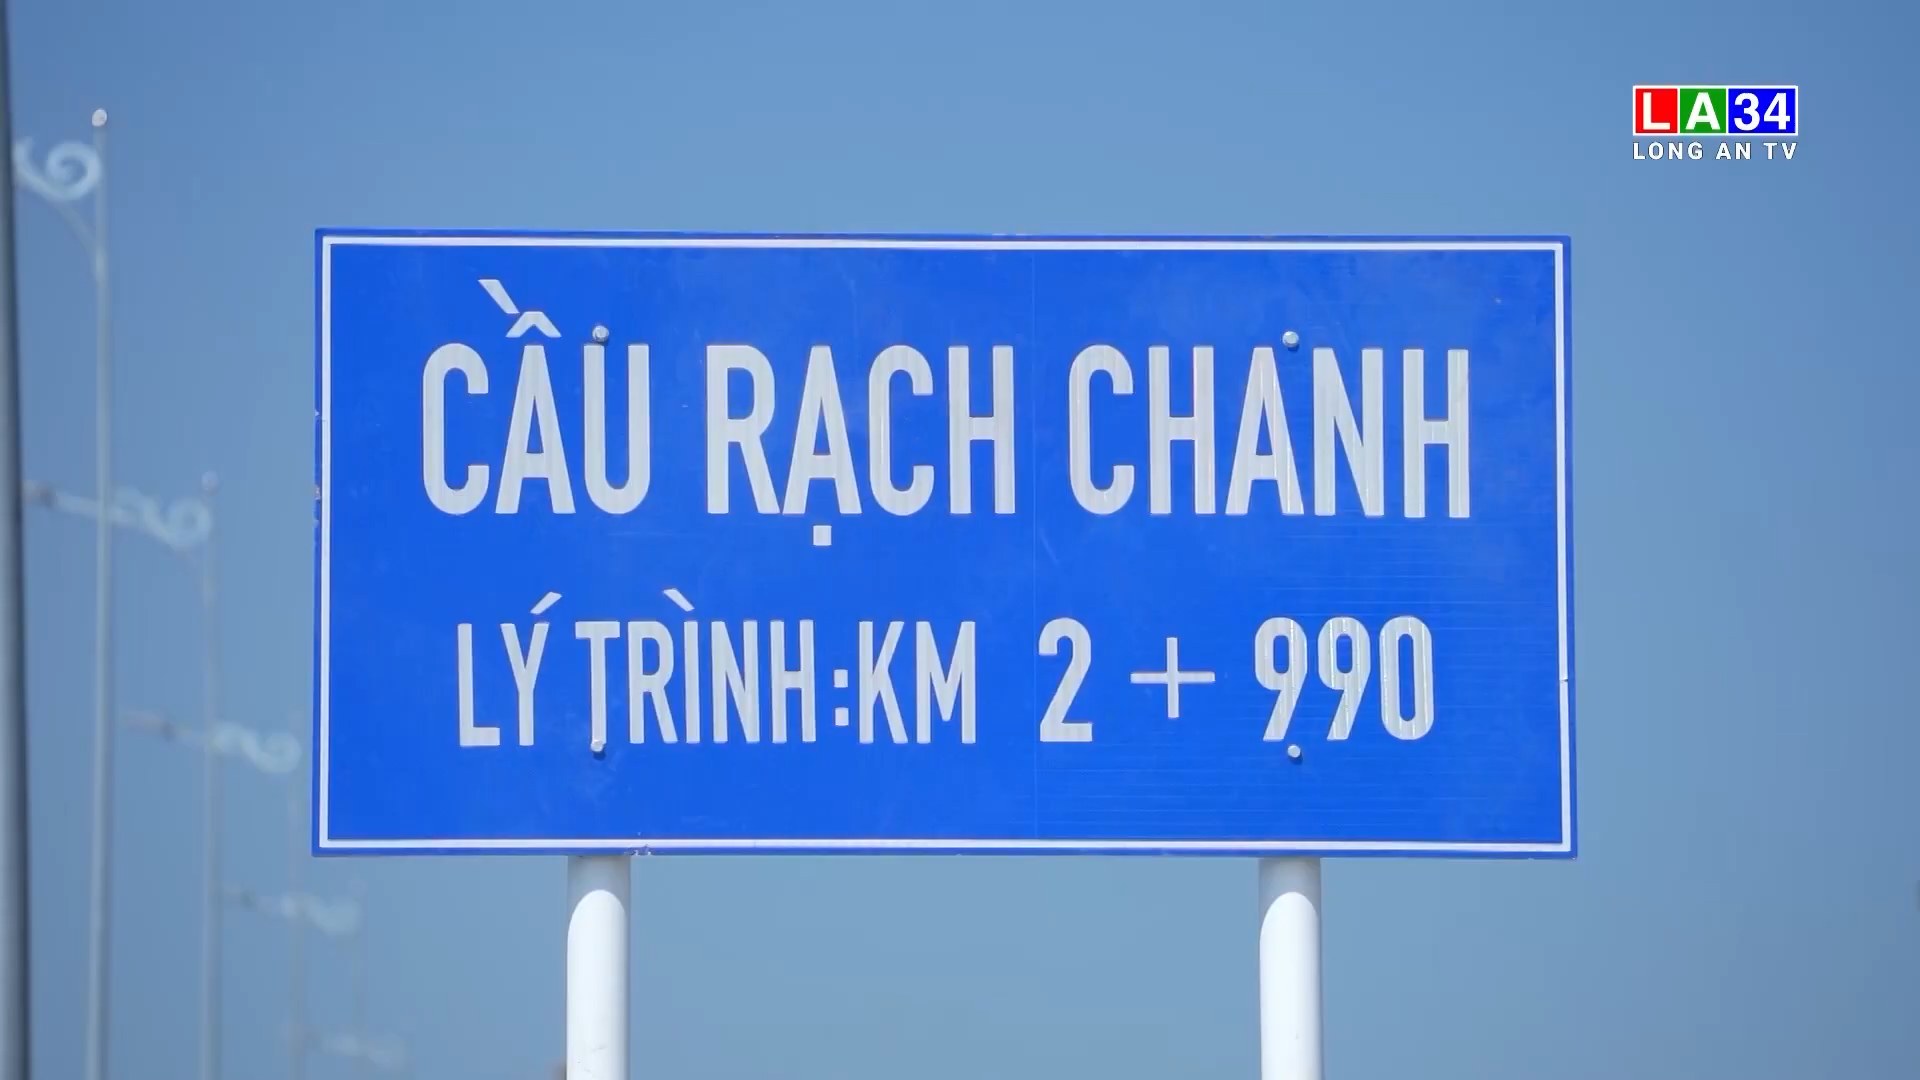 LA34
LONG AN TV
CẦU RẠCH CHANH
LÝ TRÌNH:KM 2 + 990